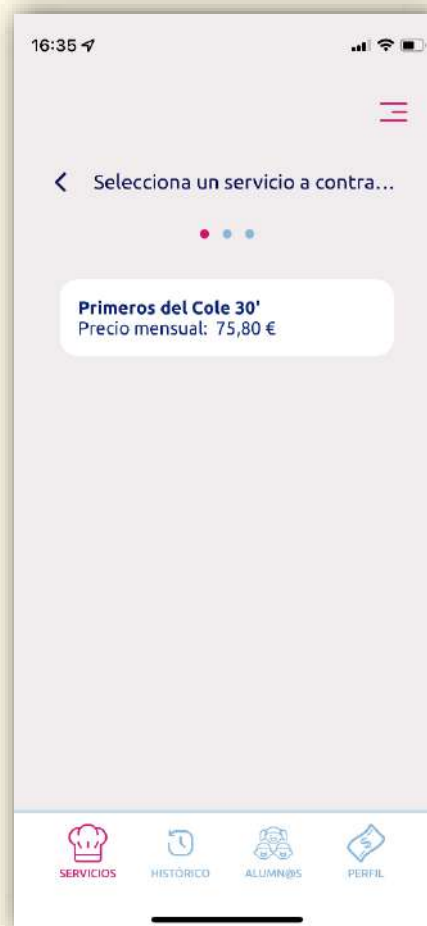 16:35
Selecciona un servicio a contra...
Primeros del Cole 30'
Precio mensual: 75,80 €
SERVICIOS
HISTÓRICO
ALUMN@S
PERFIL